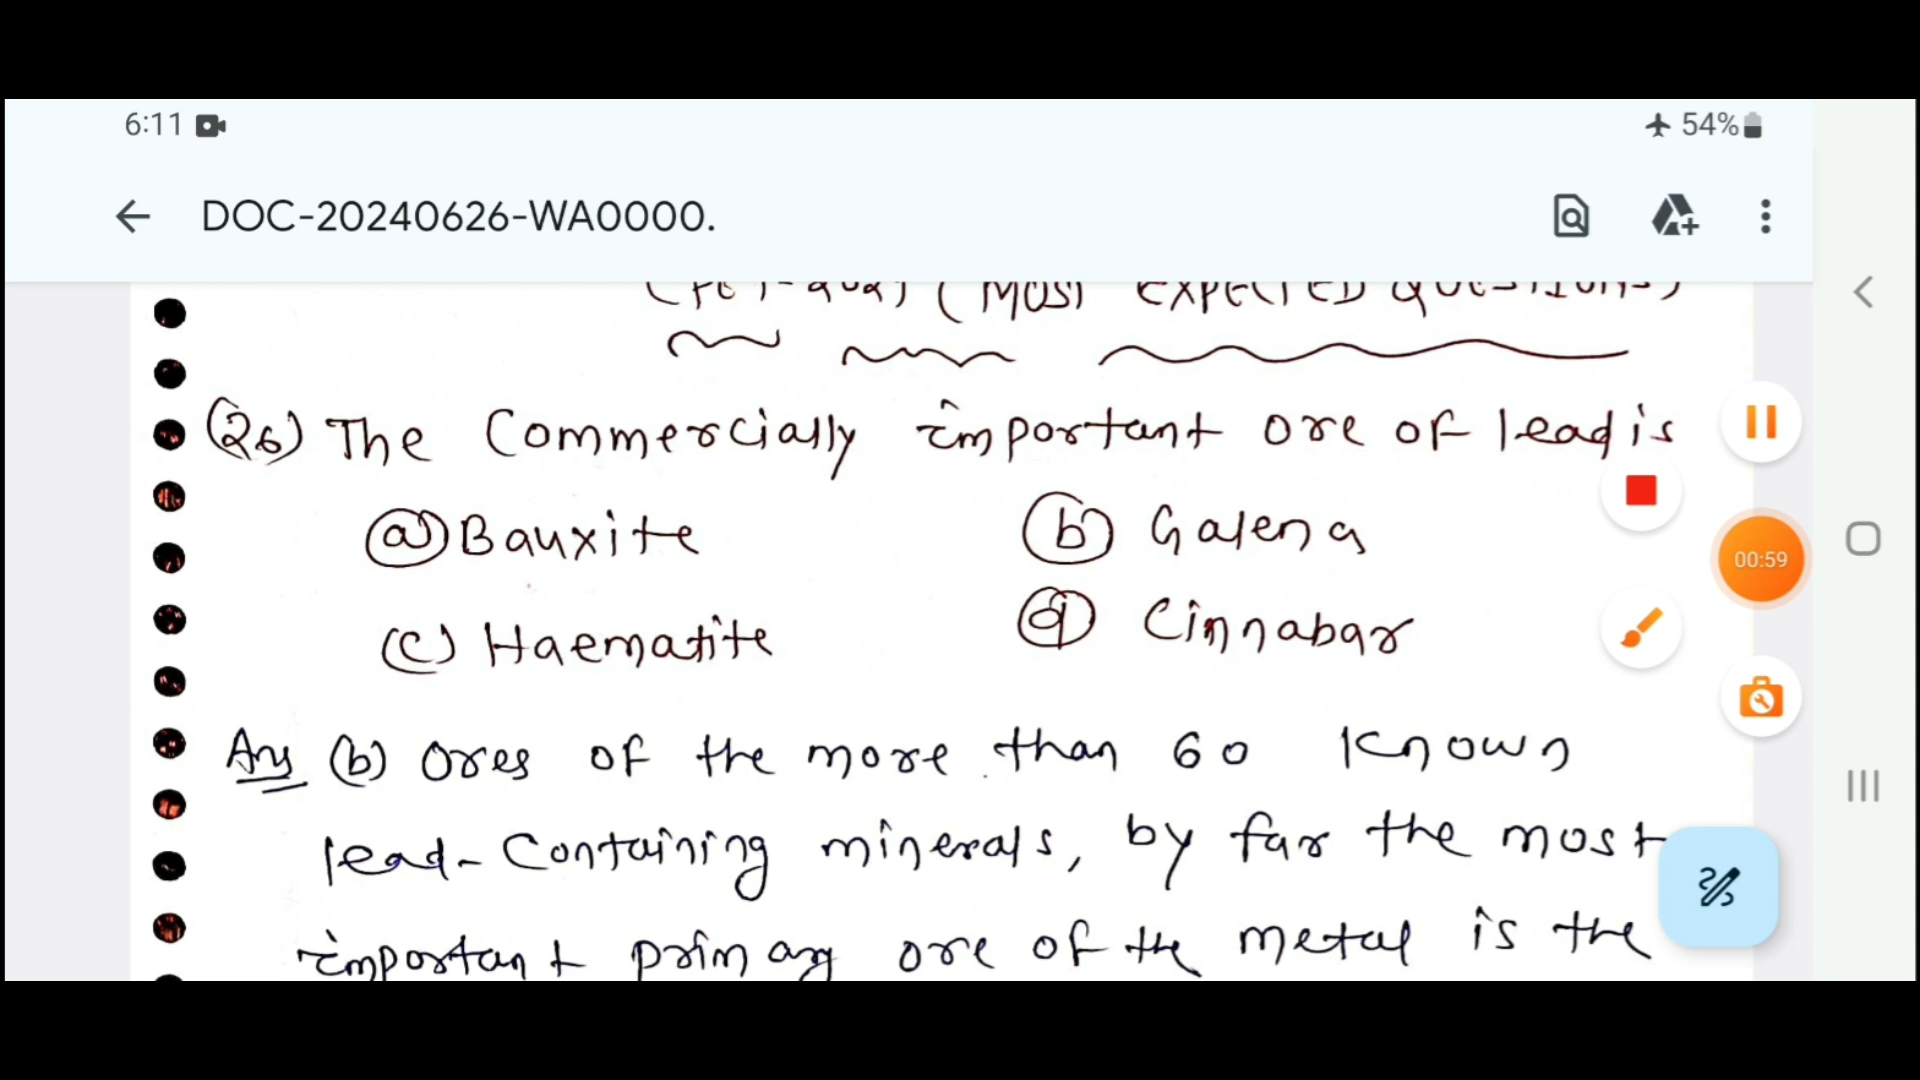 6:11
54%
DOC-20240626-WA0000.
(MOST EXPECTED QUESTIONS)
(26) The Commercially important ore of lead is
(a) Bauxite (b) Galena
(c) Haematite (d) Cinnabar
Ans (b) Ores of the more than 60 known
lead-Containing minerals, by far the most
important primary ore of the metal is the
00:59